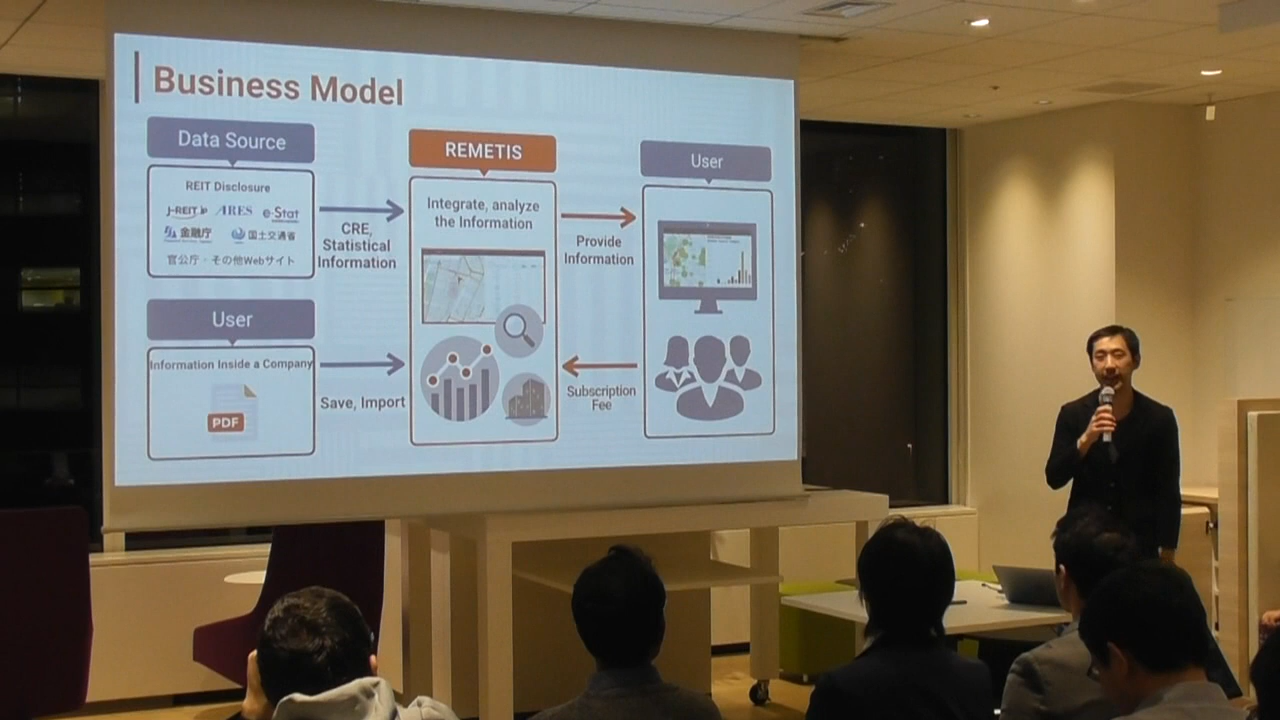 Business Model
Data Source
REIT Disclosure
J-REIT.jp ARES e-Stat
金融庁 国土交通省
官公庁・その他Webサイト
CRE,
Statistical
Information
User
Information Inside a Company
PDF
Save, Import
REMETIS
Integrate, analyze
the Information
Provide
Information
Subscription
Fee
User